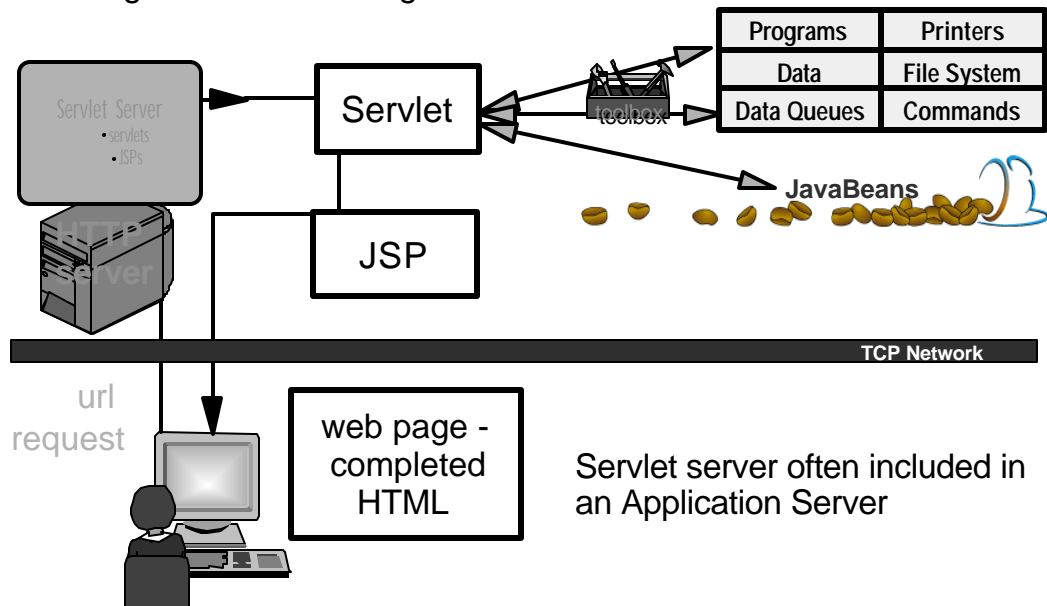 Programs Printers
Data File System
Data Queues Commands
Servlet Server
• servlets
• JSPs
Servlet
toolbox
JavaBeans
HTTP
server
JSP
TCP Network
url
request
web page -
completed
HTML
Servlet server often included in
an Application Server